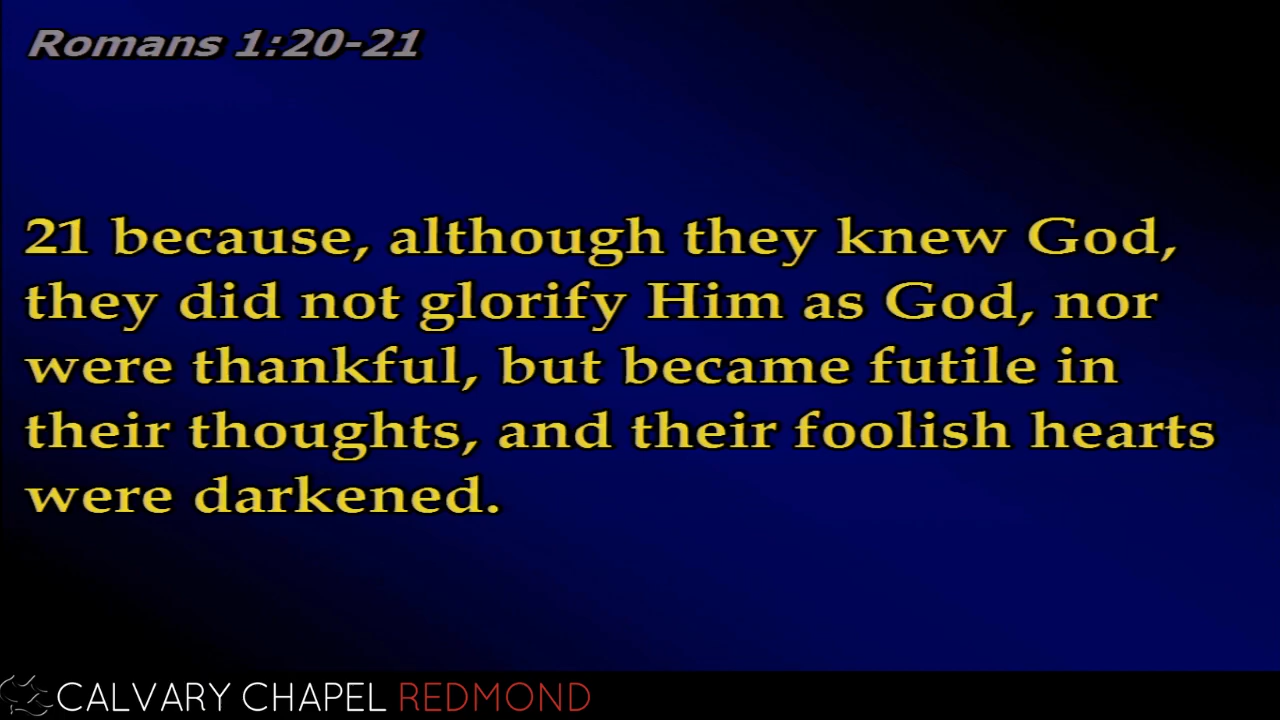 Romans 1:20-21
21 because, although they knew God,
they did not glorify Him as God, nor
were thankful, but became futile in
their thoughts, and their foolish hearts
were darkened.
CALVARY CHAPEL REDMOND